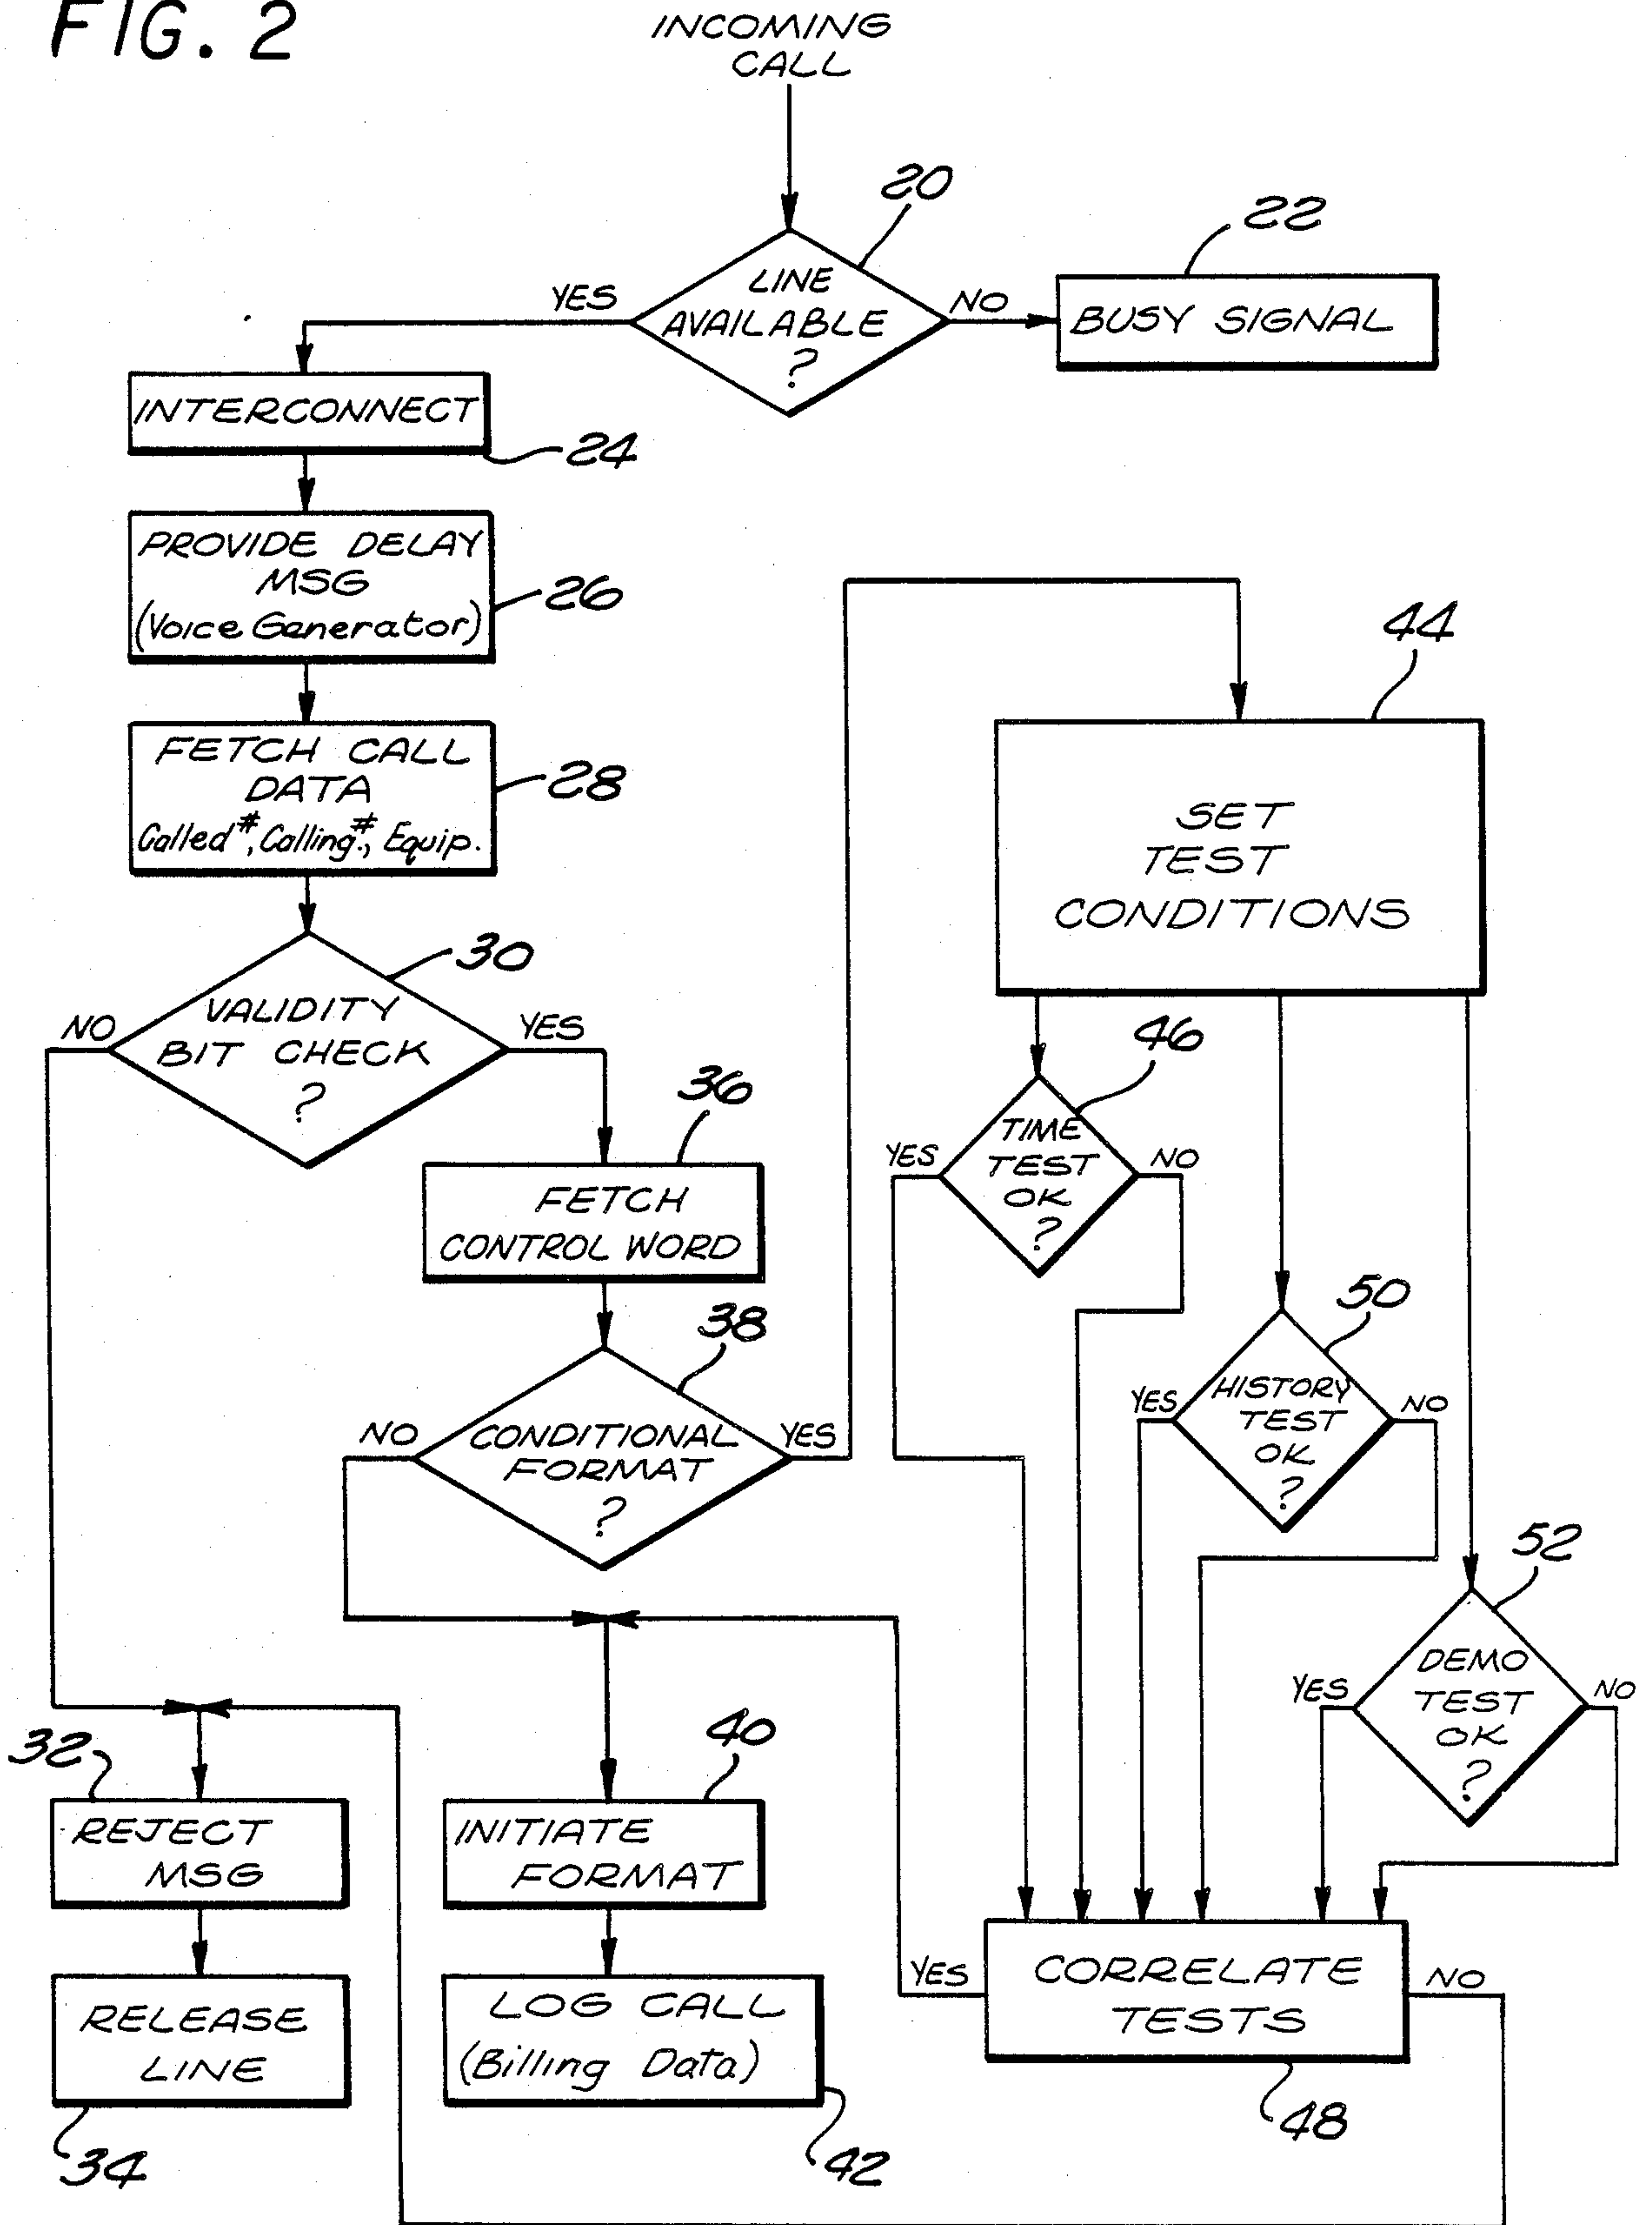 FIG. 2
INCOMING
CALL
20
22
LINE
AVAILABLE
?
YES
NO
BUSY SIGNAL
INTERCONNECT
24
PROVIDE DELAY
MSG
(Voice Generator)
26
FETCH CALL
DATA
Called#, Calling#., Equip.
28
30
VALIDITY
BIT CHECK
?
NO
YES
36
FETCH
CONTROL WORD
38
NO
CONDITIONAL
FORMAT
?
YES
44
SET
TEST
CONDITIONS
46
YES
TIME
TEST
OK
?
NO
50
YES
HISTORY
TEST
OK
?
NO
52
YES
DEMO
TEST
OK
?
NO
32
REJECT
MSG
RELEASE
LINE
34
40
INITIATE
FORMAT
LOG CALL
(Billing Data)
42
YES
CORRELATE
TESTS
NO
48